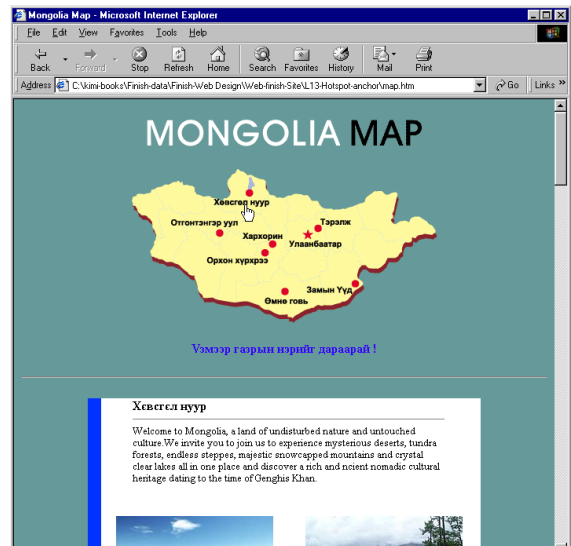 Mongolia Map - Microsoft Internet Explorer
File Edit View Favorites Tools Help
Back Forward Stop Refresh Home Search Favorites History Mail Print
Address C:\kimi-books\Finish-data\Finish-Web Design\Web-finish-Site\L13-Hotspot-anchor\map.htm Go Links »
MONGOLIA MAP
Хөвсгөл нуур
Отгонтэнгэр уул
Тэрэлж
Хархорин
Улаанбаатар
Орхон хүрхрээ
Замын Үүд
Өмнө говь
Vзмээр газрын нэрийг дараарай !
Хєвсгєл нуур
Welcome to Mongolia, a land of undisturbed nature and untouched
culture.We invite you to join us to experience mysterious deserts, tundra
forests, endless steppes, majestic snowcapped mountains and crystal
clear lakes all in one place and discover a rich and ncient nomadic cultural
heritage dating to the time of Genghis Khan.